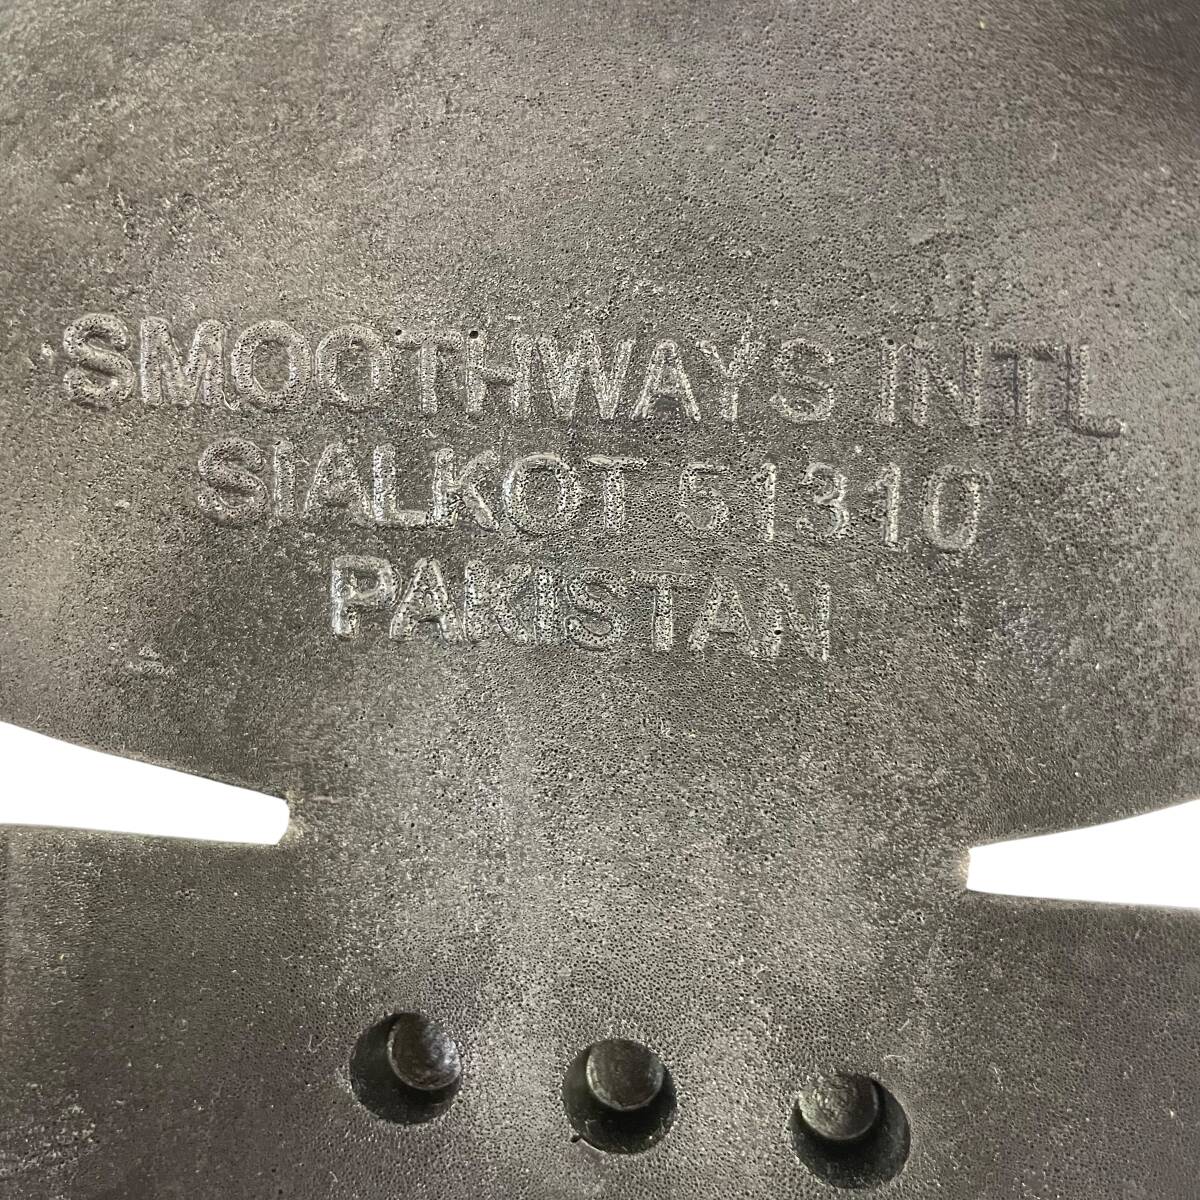 SMOOTHWAYS INTL
SIALKOT 51310
PAKISTAN